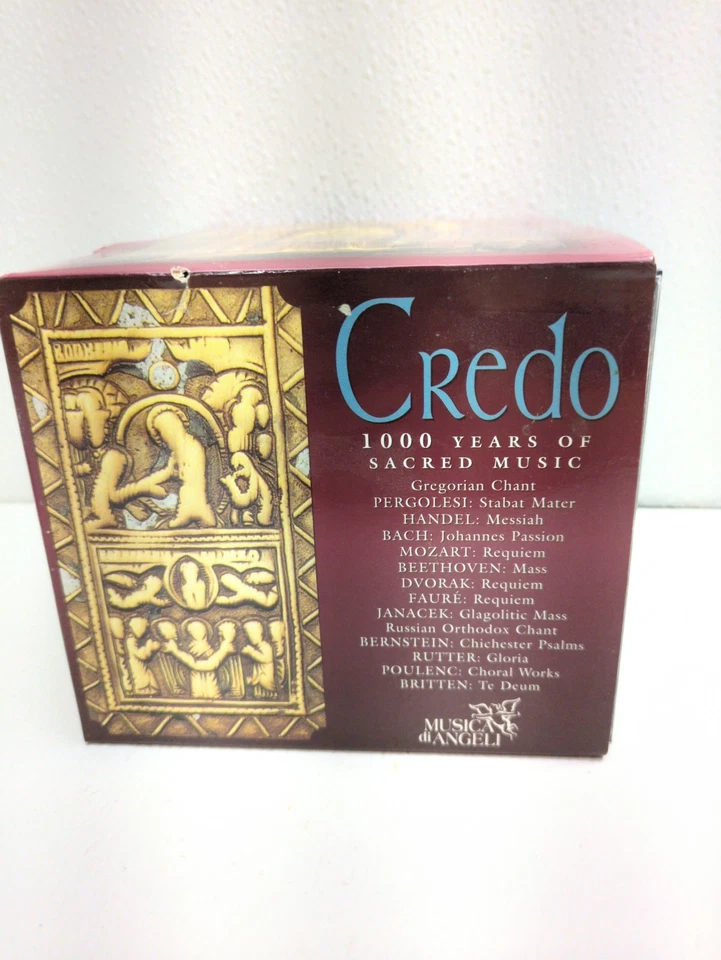 Credo
1000 YEARS OF
SACRED MUSIC
Gregorian Chant
PERGOLESI: Stabat Mater
HANDEL: Messiah
BACH: Johannes Passion
MOZART: Requiem
BEETHOVEN: Mass
DVORAK: Requiem
FAURÉ: Requiem
JANACEK: Glagolitic Mass
Russian Orthodox Chant
BERNSTEIN: Chichester Psalms
RUTTER: Gloria
POULENC: Choral Works
BRITTEN: Te Deum
MUSICA
di ANGELI